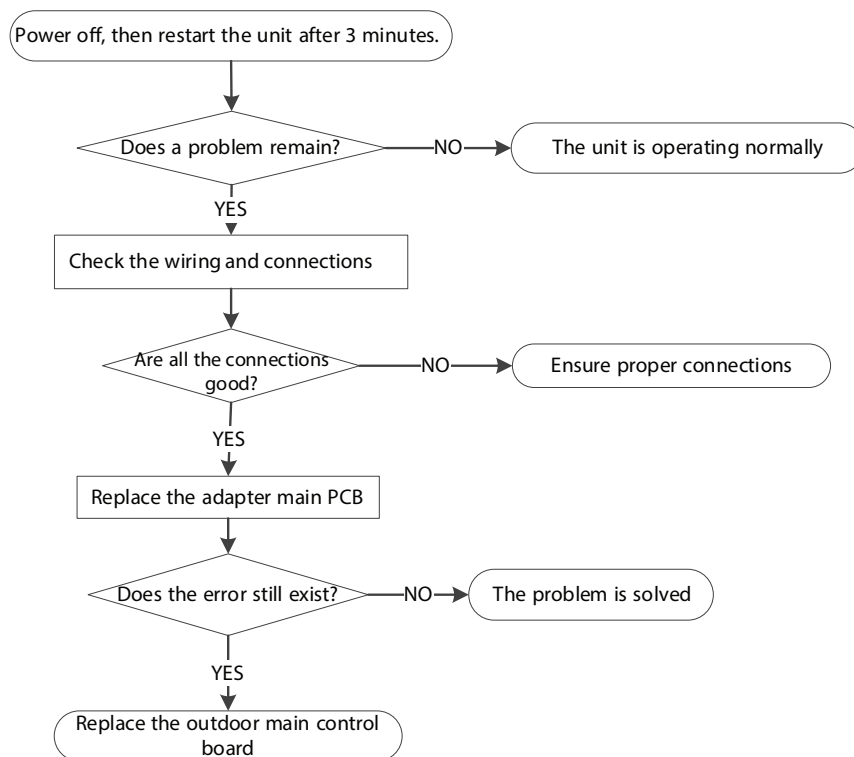 Power off, then restart the unit after 3 minutes.
Does a problem remain?
NO
The unit is operating normally
YES
Check the wiring and connections
Are all the connections
good?
NO
Ensure proper connections
YES
Replace the adapter main PCB
Does the error still exist?
NO
The problem is solved
YES
Replace the outdoor main control
board